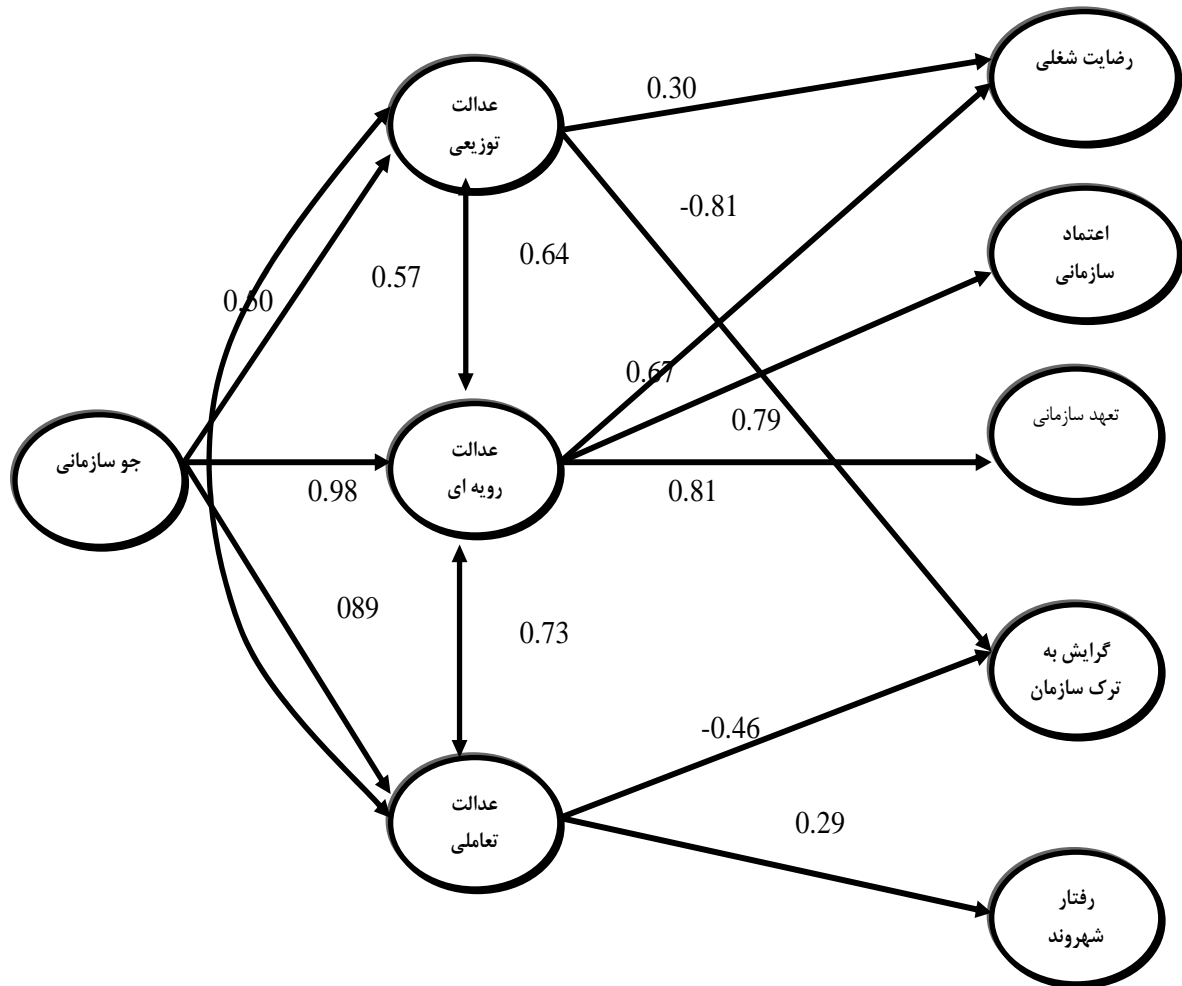 رضایت شغلی
عدالت
توزیعی
0.30
-0.81
اعتماد
سازمانی
0.64
0.57
0.50
0.67
0.79
تعهد سازمانی
جو سازمانی
عدالت
رویه ای
0.98
0.81
089
0.73
گرایش به
ترک سازمان
-0.46
عدالت
تعاملی
0.29
رفتار
شهروند